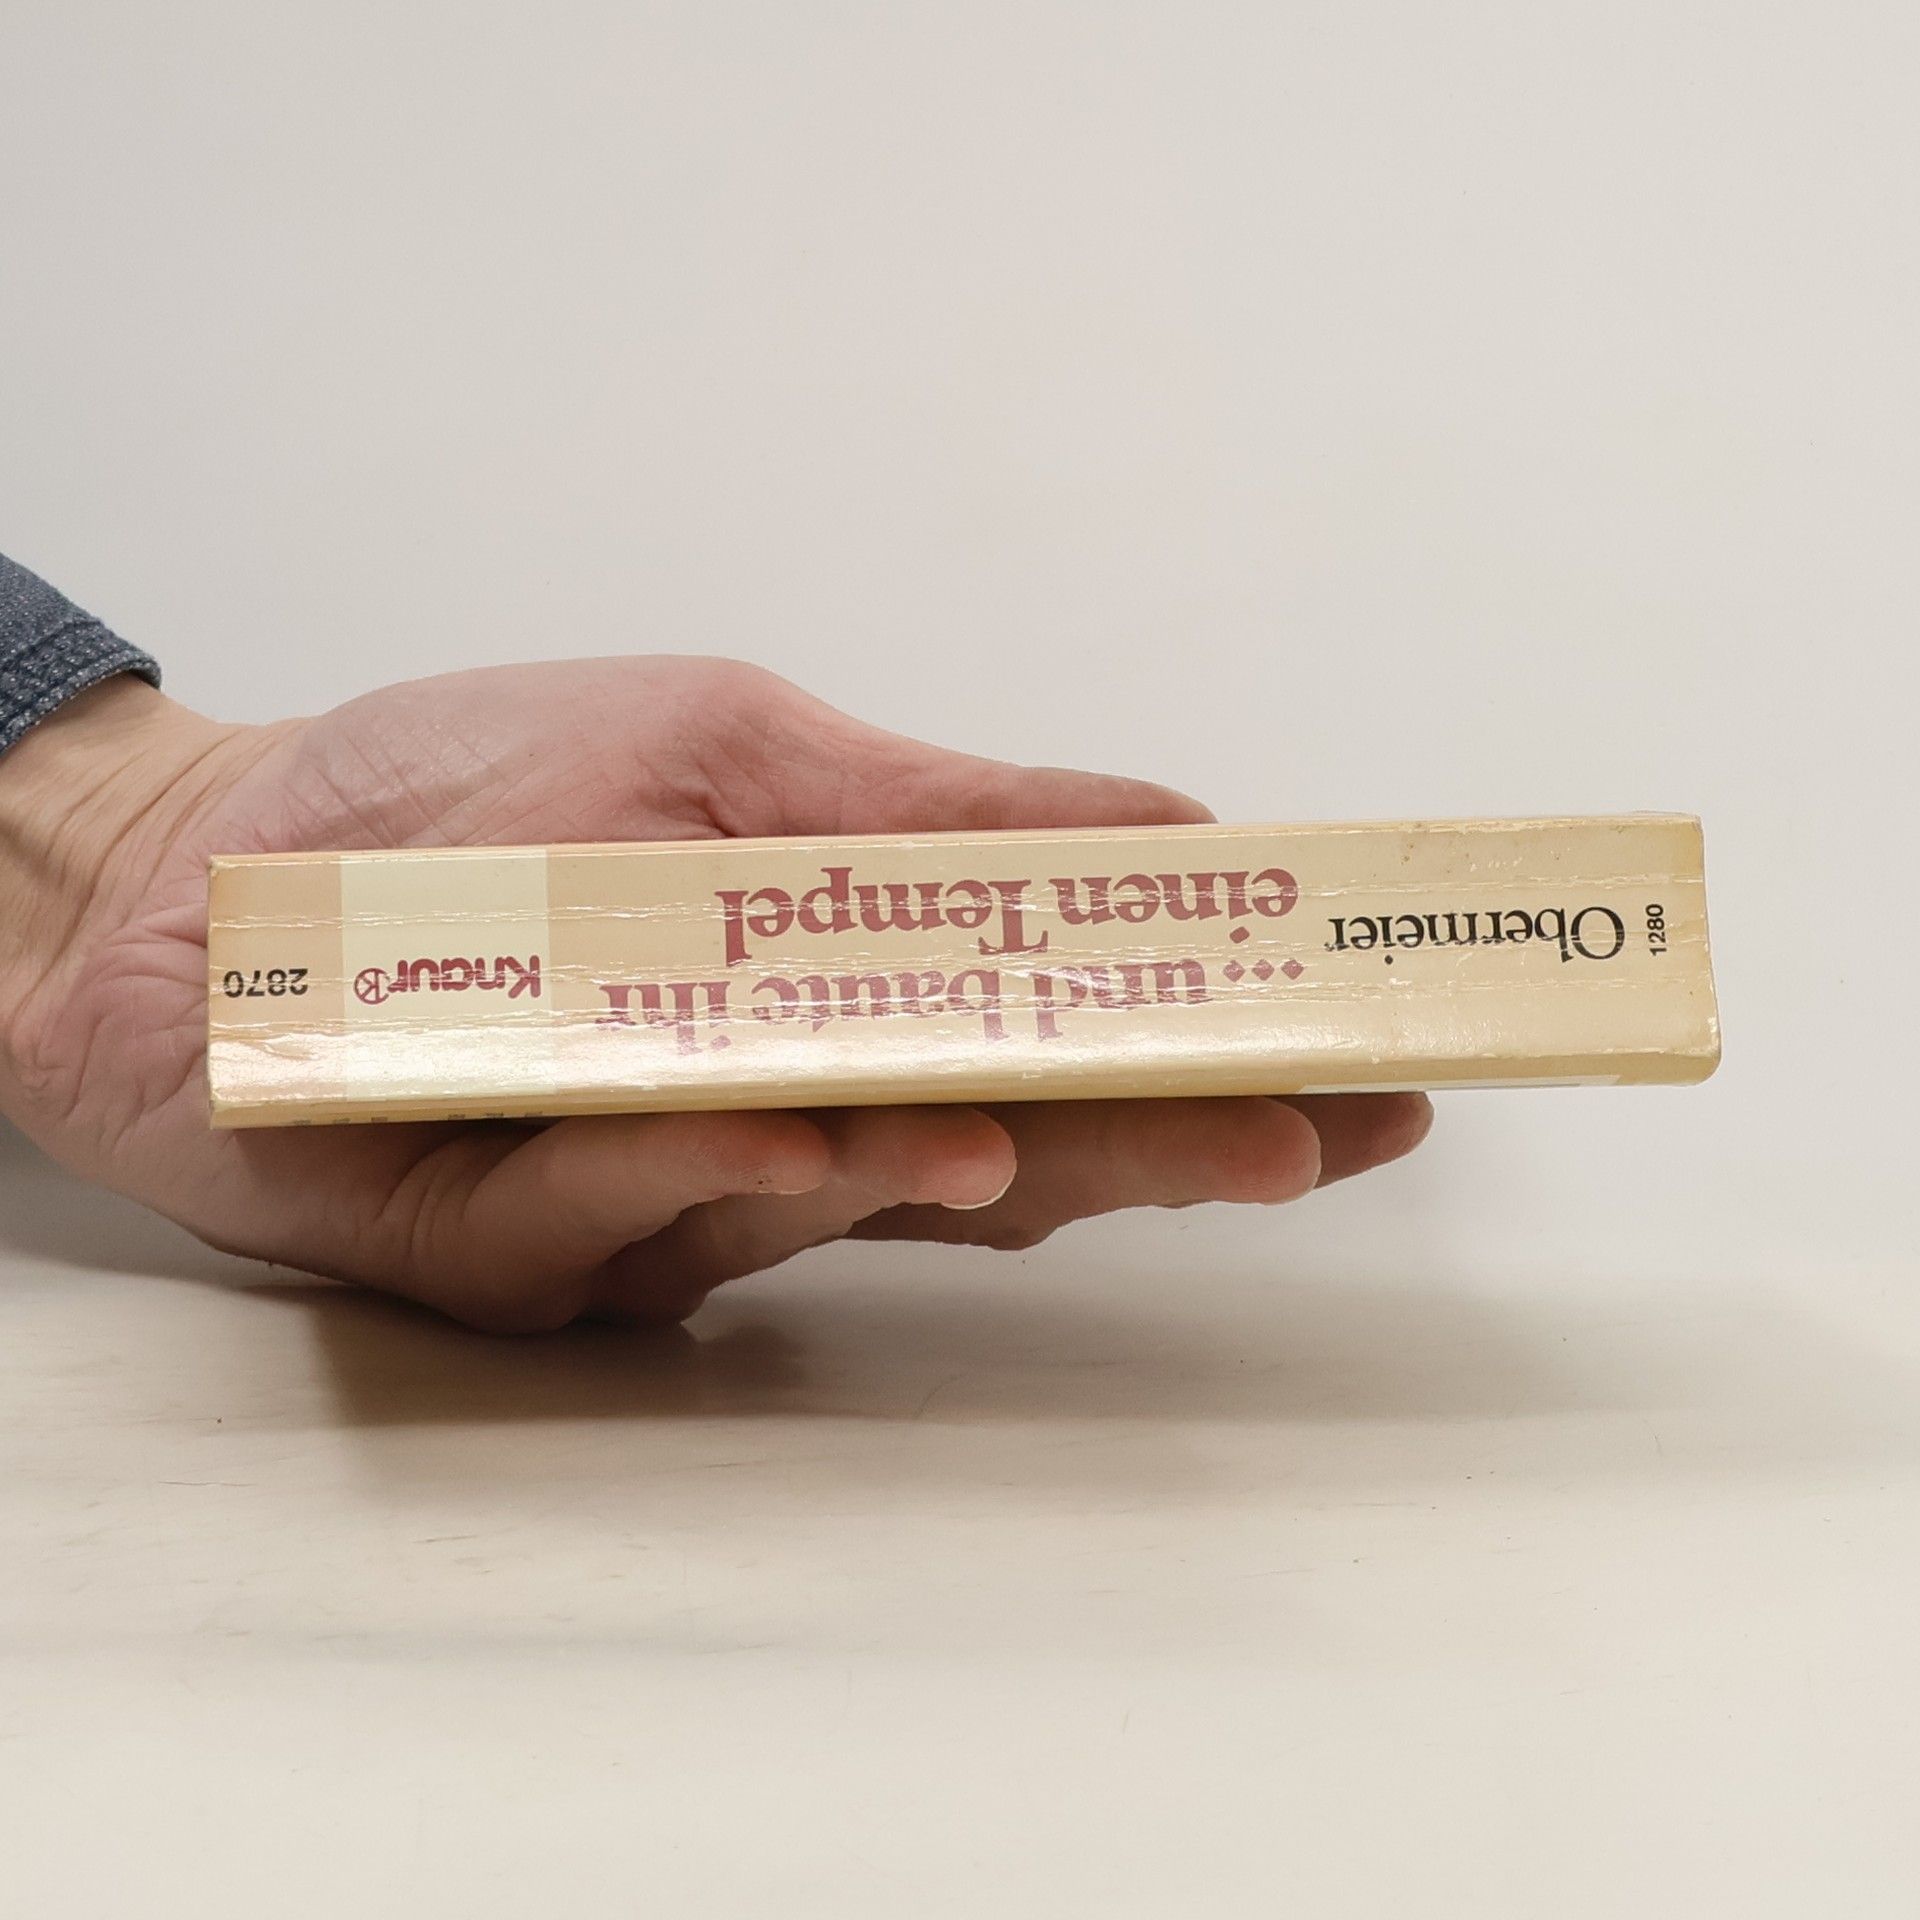 1280
Obermeier
... und baute ihr
einen Tempel
Knaur
2870